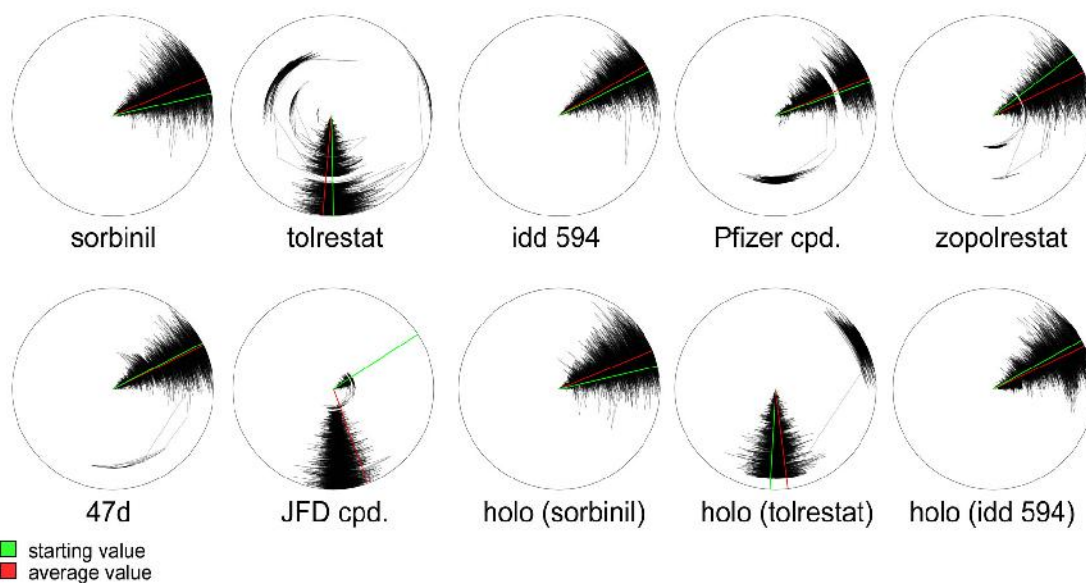 sorbinil
tolrestat
idd 594
Pfizer cpd.
zopolrestat
47d
JFD cpd.
holo (sorbinil)
holo (tolrestat)
holo (idd 594)
starting value
average value